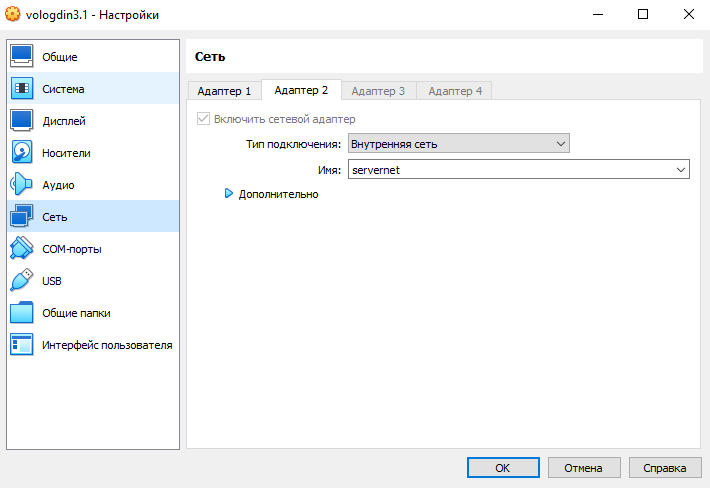 vologdin3.1 - Настройки
Общие
Система
Дисплей
Носители
Аудио
Сеть
COM-порты
USB
Общие папки
Интерфейс пользователя
Сеть
Адаптер 1 Адаптер 2 Адаптер 3 Адаптер 4
Включить сетевой адаптер
Тип подключения: Внутренняя сеть
Имя: servernet
Дополнительно
OK Отмена Справка